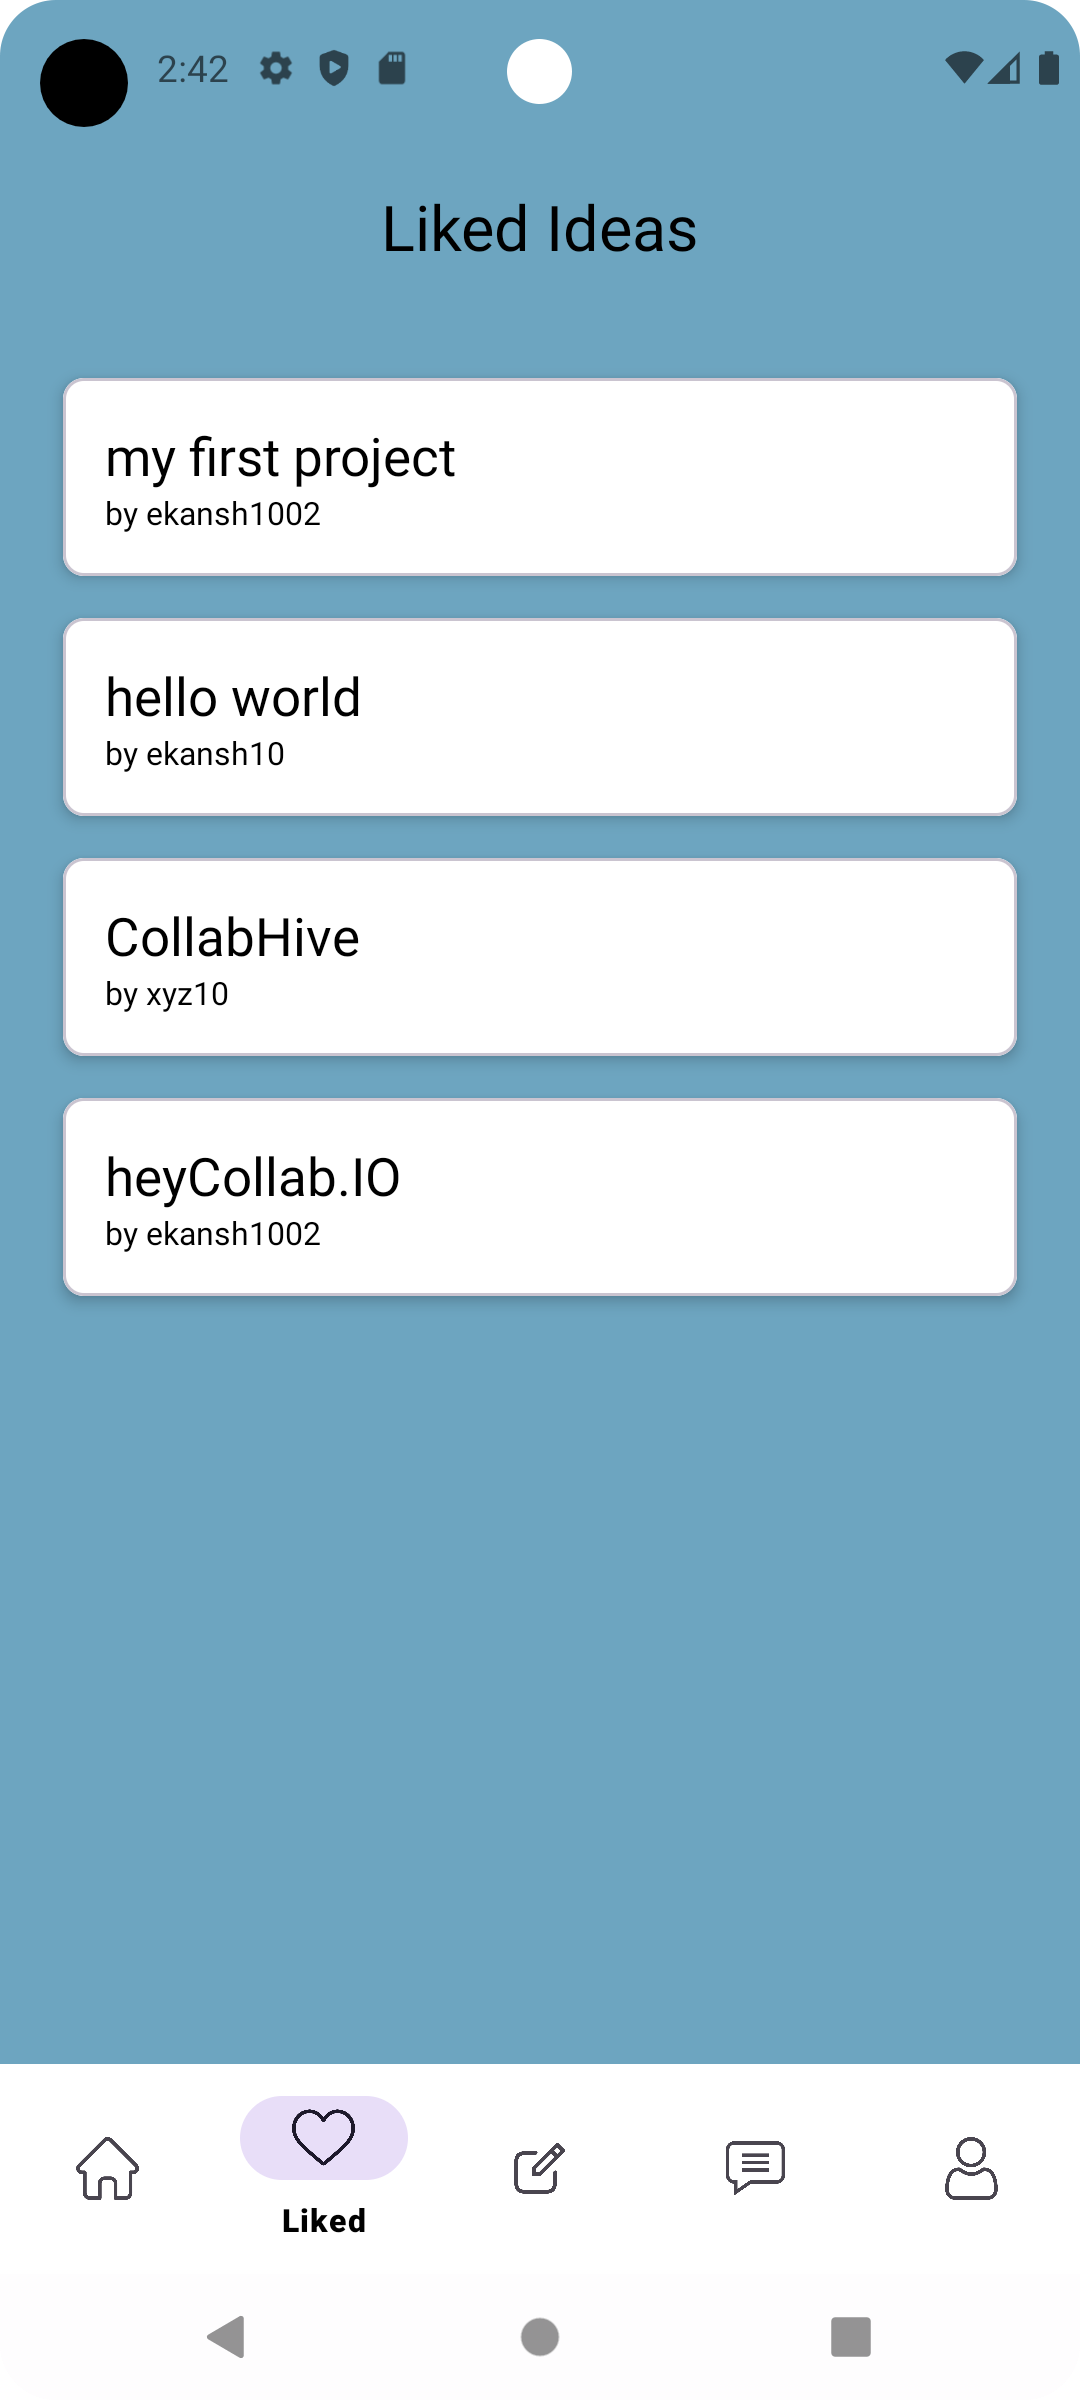 2:42
Liked Ideas
my first project
by ekansh1002
hello world
by ekansh10
CollabHive
by xyz10
heyCollab.IO
by ekansh1002
Liked